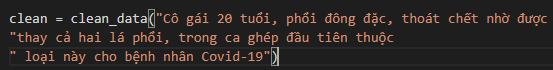 clean = clean_data("Cô gái 20 tuổi, phổi đông đặc, thoát chết nhờ được
"thay cả hai lá phổi, trong ca ghép đầu tiên thuộc
" loại này cho bệnh nhân Covid-19")